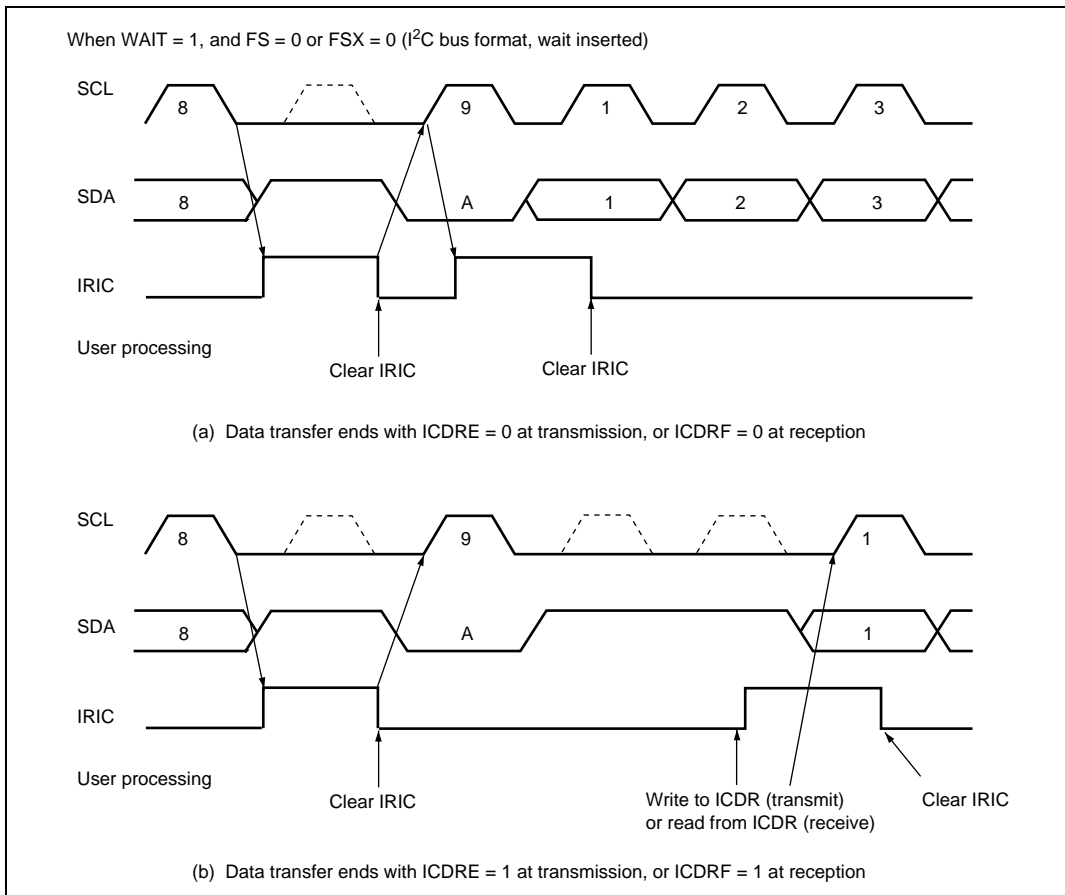 When WAIT = 1, and FS = 0 or FSX = 0 (I²C bus format, wait inserted)
SCL
8 9 1 2 3
SDA
8 A 1 2 3
IRIC
User processing
Clear IRIC Clear IRIC
(a) Data transfer ends with ICDRE = 0 at transmission, or ICDRF = 0 at reception
SCL
8 9 1
SDA
8 A 1
IRIC
User processing
Clear IRIC Write to ICDR (transmit) Clear IRIC
or read from ICDR (receive)
(b) Data transfer ends with ICDRE = 1 at transmission, or ICDRF = 1 at reception